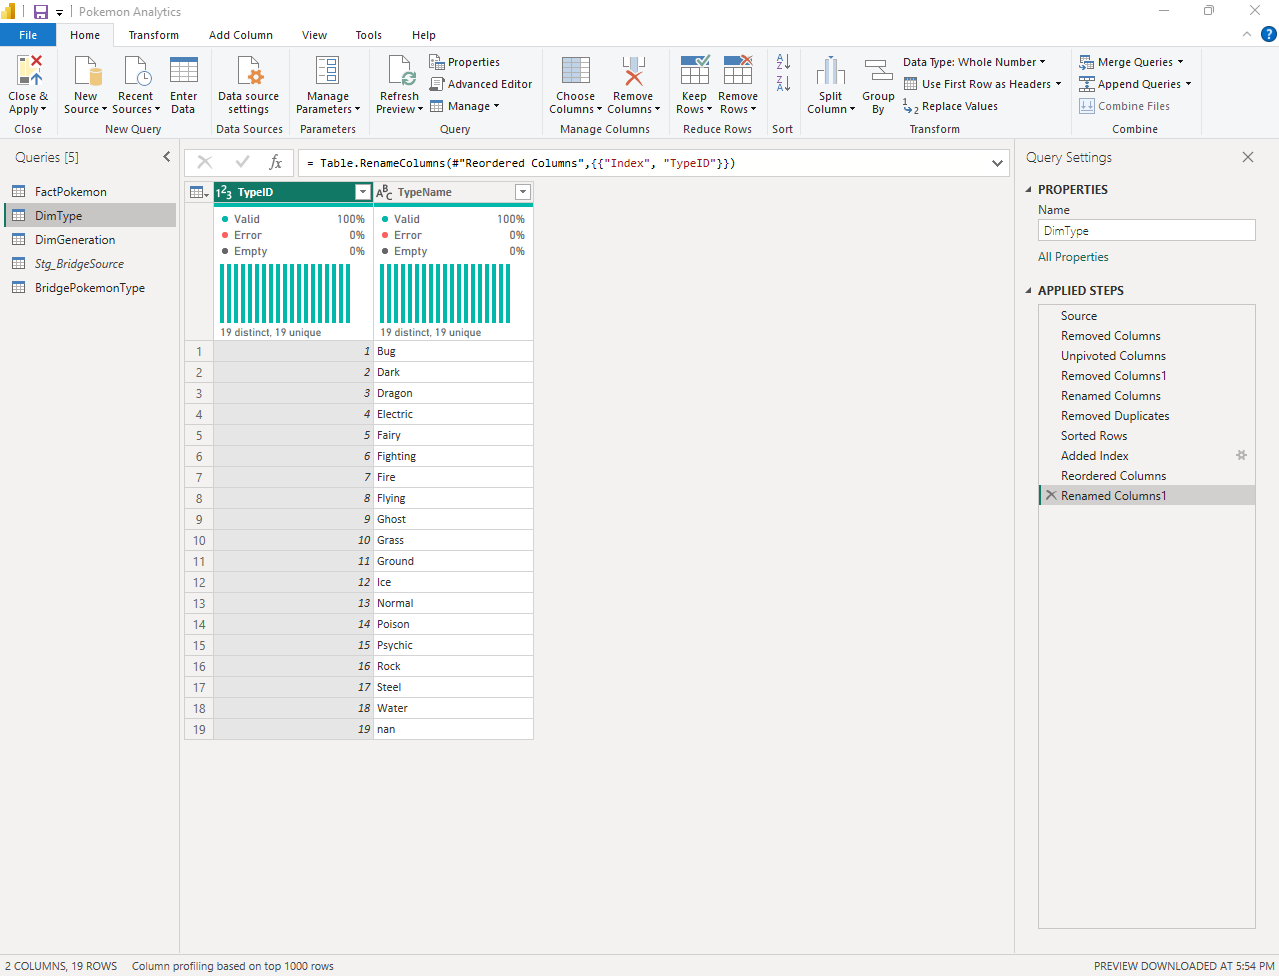 Pokemon Analytics
File Home Transform Add Column View Tools Help
Close & Apply
Close
New Source
Recent Sources
Enter Data
New Query
Data source settings
Data Sources
Manage Parameters
Parameters
Refresh Preview
Properties
Advanced Editor
Manage
Query
Choose Columns
Remove Columns
Manage Columns
Keep Rows
Remove Rows
Reduce Rows
Sort
Split Column
Group By
Data Type: Whole Number
Use First Row as Headers
Replace Values
Transform
Merge Queries
Append Queries
Combine Files
Combine
Queries [5]
FactPokemon
DimType
DimGeneration
Stg_BridgeSource
BridgePokemonType
= Table.RenameColumns(#"Reordered Columns",{{"Index", "TypeID"}})
TypeID TypeName
Valid 100% Valid 100%
Error 0% Error 0%
Empty 0% Empty 0%
19 distinct, 19 unique 19 distinct, 19 unique
1 1 Bug
2 2 Dark
3 3 Dragon
4 4 Electric
5 5 Fairy
6 6 Fighting
7 7 Fire
8 8 Flying
9 9 Ghost
10 10 Grass
11 11 Ground
12 12 Ice
13 13 Normal
14 14 Poison
15 15 Psychic
16 16 Rock
17 17 Steel
18 18 Water
19 19 nan
Query Settings
PROPERTIES
Name
DimType
All Properties
APPLIED STEPS
Source
Removed Columns
Unpivoted Columns
Removed Columns1
Renamed Columns
Removed Duplicates
Sorted Rows
Added Index
Reordered Columns
Renamed Columns1
2 COLUMNS, 19 ROWS Column profiling based on top 1000 rows PREVIEW DOWNLOADED AT 5:54 PM